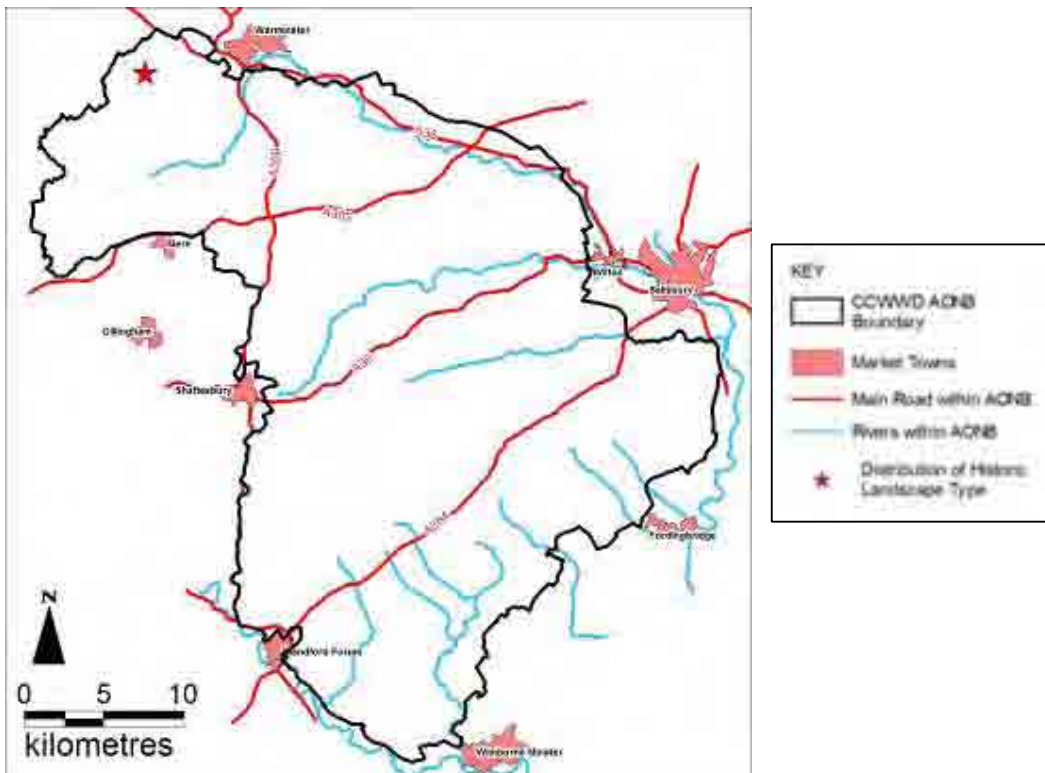 Warminster
A36
A350
A303
Mere
Wilton
Salisbury
Gillingham
A30
Shaftesbury
A354
Fordingbridge
Blandford Forum
Wimborne Minster
N
0 5 10
kilometres
KEY
CCWWD AONB
Boundary
Market Towns
Main Road within AONB
Rivers within AONB
Distribution of Historic
Landscape Type